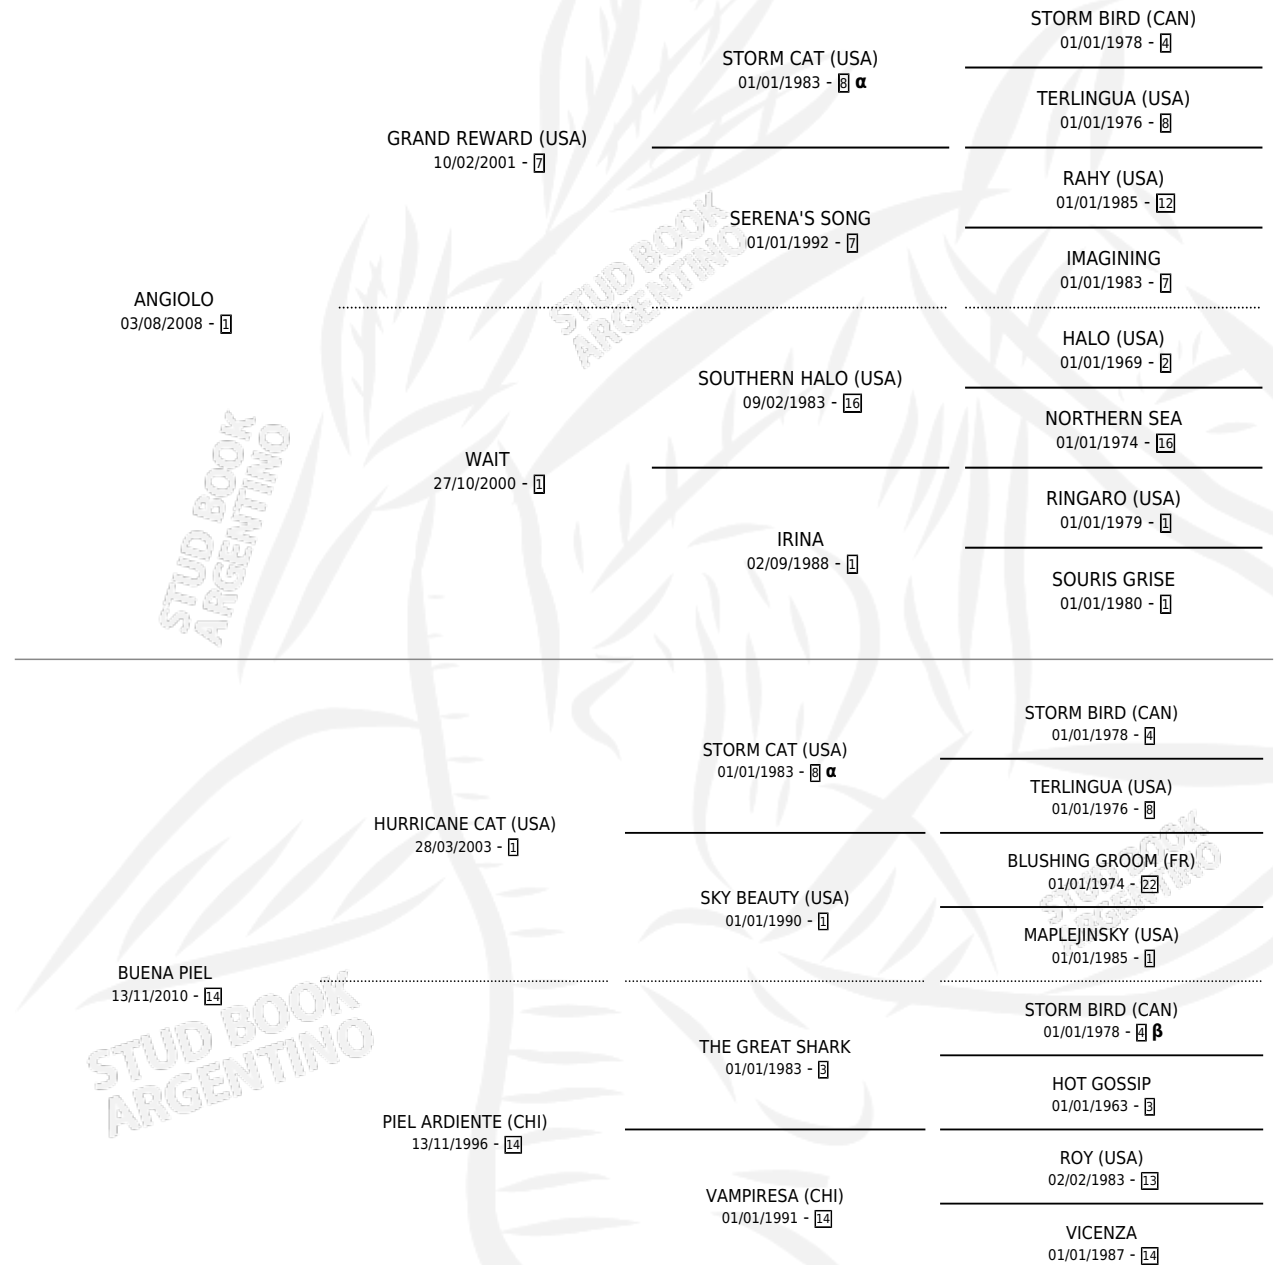 STORM BIRD (CAN)
01/01/1978 - 4
STORM CAT (USA)
01/01/1983 - 8 α
TERLINGUA (USA)
01/01/1976 - 8
GRAND REWARD (USA)
10/02/2001 - 7
RAHY (USA)
01/01/1985 - 12
SERENA'S SONG
01/01/1992 - 7
IMAGINING
01/01/1983 - 7
ANGIOLO
03/08/2008 - 1
HALO (USA)
01/01/1969 - 2
SOUTHERN HALO (USA)
09/02/1983 - 16
NORTHERN SEA
01/01/1974 - 16
WAIT
27/10/2000 - 1
RINGARO (USA)
01/01/1979 - 1
IRINA
02/09/1988 - 1
SOURIS GRISE
01/01/1980 - 1
STUD BOOK
ARGENTINO
STUD BOOK
ARGENTINO
STORM BIRD (CAN)
01/01/1978 - 4
STORM CAT (USA)
01/01/1983 - 8 α
TERLINGUA (USA)
01/01/1976 - 8
HURRICANE CAT (USA)
28/03/2003 - 1
BLUSHING GROOM (FR)
01/01/1974 - 22
SKY BEAUTY (USA)
01/01/1990 - 1
MAPLEJINSKY (USA)
01/01/1985 - 1
BUENA PIEL
13/11/2010 - 14
STORM BIRD (CAN)
01/01/1978 - 4 β
THE GREAT SHARK
01/01/1983 - 3
HOT GOSSIP
01/01/1963 - 3
PIEL ARDIENTE (CHI)
13/11/1996 - 14
ROY (USA)
02/02/1983 - 13
VAMPIRESA (CHI)
01/01/1991 - 14
VICENZA
01/01/1987 - 14
STUD BOOK
ARGENTINO
STUD BOOK
ARGENTINO